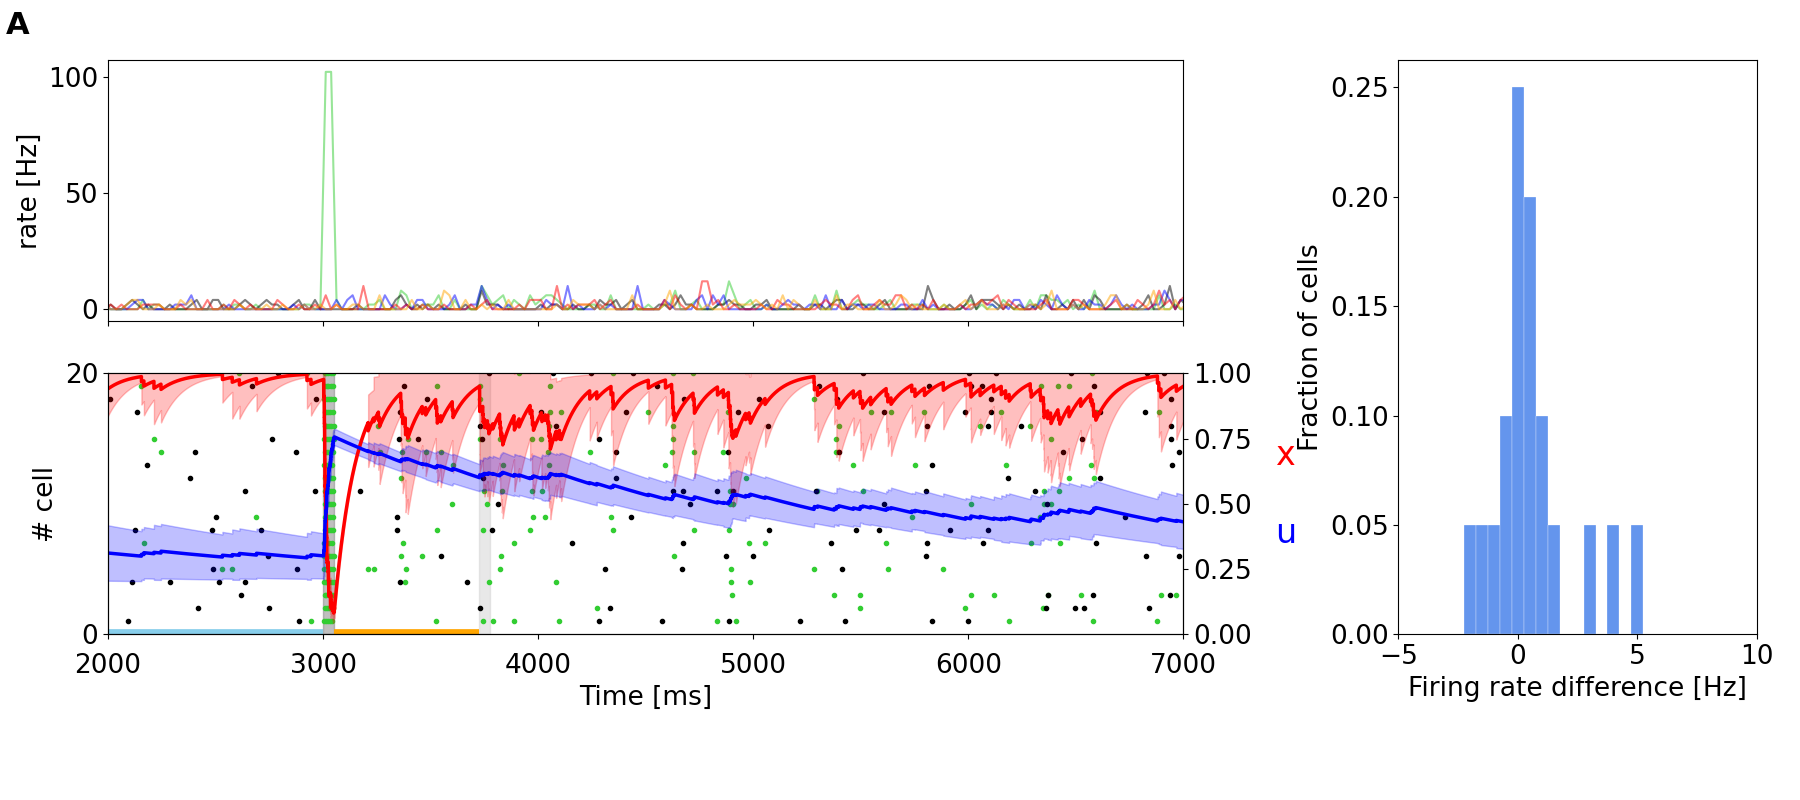 A
rate [Hz]
100
50
0
# cell
20
0
1.00
0.75
0.50
0.25
0.00
x
u
2000 3000 4000 5000 6000 7000
Time [ms]
Fraction of cells
0.25
0.20
0.15
0.10
0.05
0.00
−5 0 5 10
Firing rate difference [Hz]